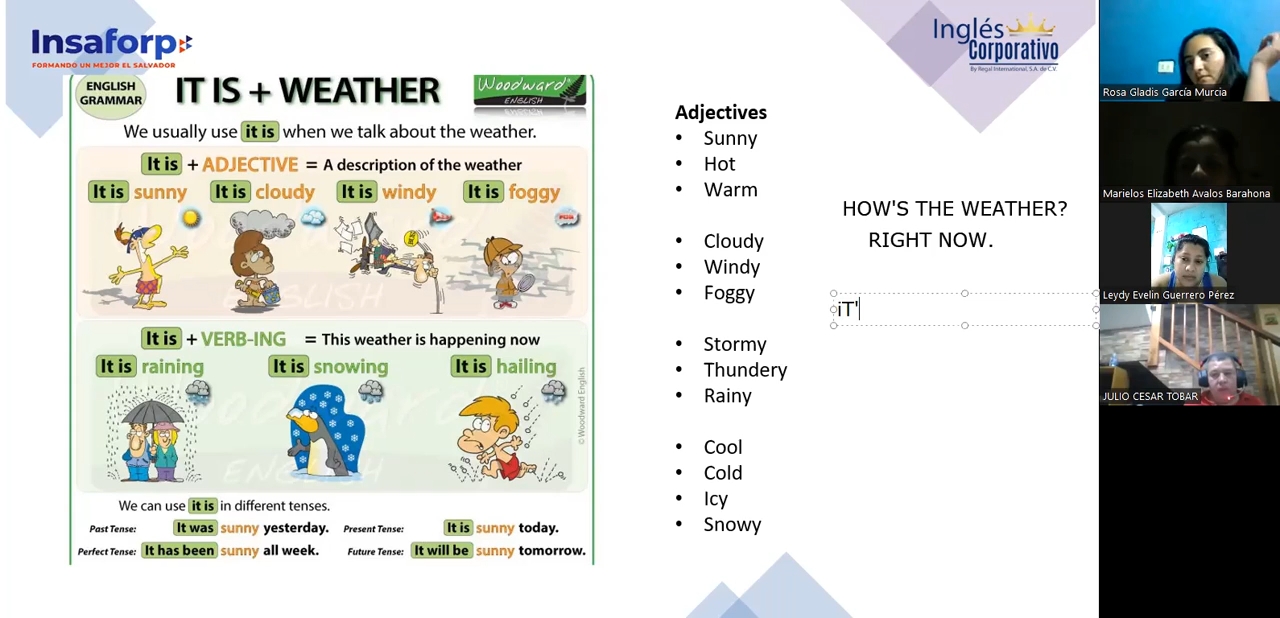 Insaforp
FORMANDO UN MEJOR EL SALVADOR
ENGLISH
GRAMMAR
IT IS + WEATHER
Woodward
ENGLISH
We usually use it is when we talk about the weather.
It is + ADJECTIVE = A description of the weather
It is sunny It is cloudy It is windy It is foggy
It is + VERB-ING = This weather is happening now
It is raining It is snowing It is hailing
© Woodward English
We can use it is in different tenses.
Past Tense: It was sunny yesterday. Present Tense: It is sunny today.
Perfect Tense: It has been sunny all week. Future Tense: It will be sunny tomorrow.
Adjectives
• Sunny
• Hot
• Warm
• Cloudy
• Windy
• Foggy
• Stormy
• Thundery
• Rainy
• Cool
• Cold
• Icy
• Snowy
Inglés
Corporativo
By Regal International, S.A. de C.V.
HOW'S THE WEATHER?
RIGHT NOW.
iT'
Rosa Gladis García Murcia
Marielos Elizabeth Avalos Barahona
Leydy Evelin Guerrero Pérez
JULIO CESAR TOBAR